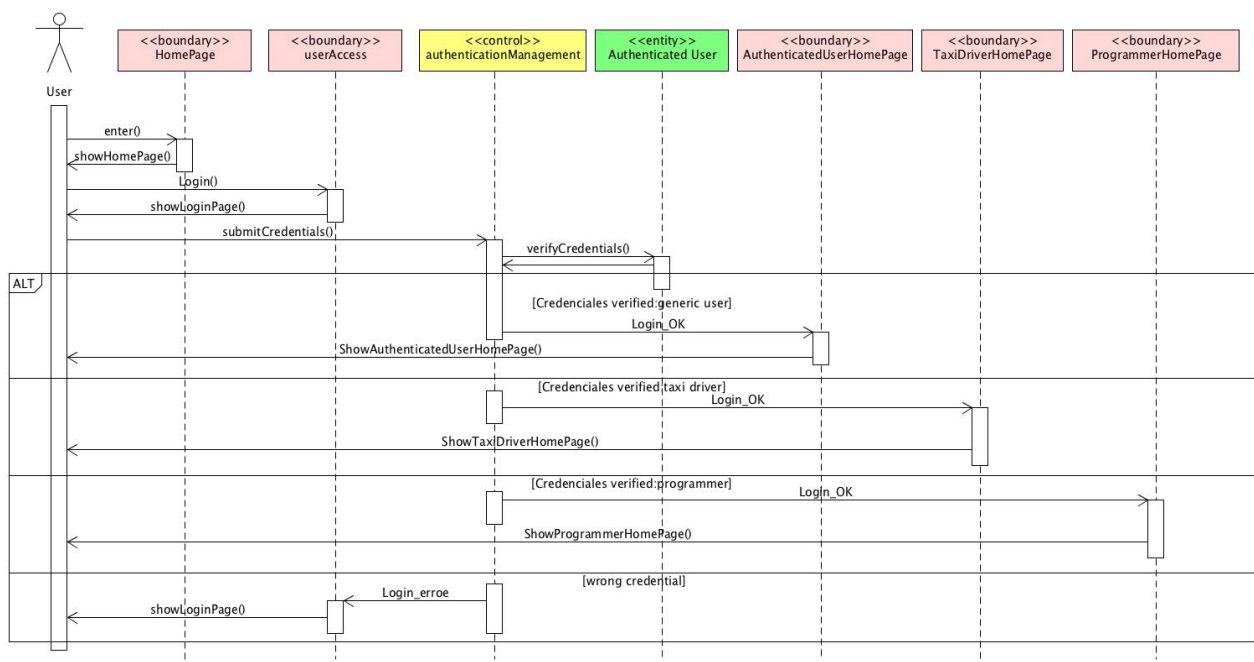 <<boundary>>
HomePage
<<boundary>>
userAccess
<<control>>
authenticationManagement
<<entity>>
Authenticated User
<<boundary>>
AuthenticatedUserHomePage
<<boundary>>
TaxiDriverHomePage
<<boundary>>
ProgrammerHomePage
User
enter()
showHomePage()
Login()
showLoginPage()
submitCredentials()
verifyCredentials()
ALT
[Credenciales verified:generic user]
Login_OK
ShowAuthenticatedUserHomePage()
[Credenciales verified:taxi driver]
Login_OK
ShowTaxiDriverHomePage()
[Credenciales verified:programmer]
Login_OK
ShowProgrammerHomePage()
[wrong credential]
Login_erroe
showLoginPage()